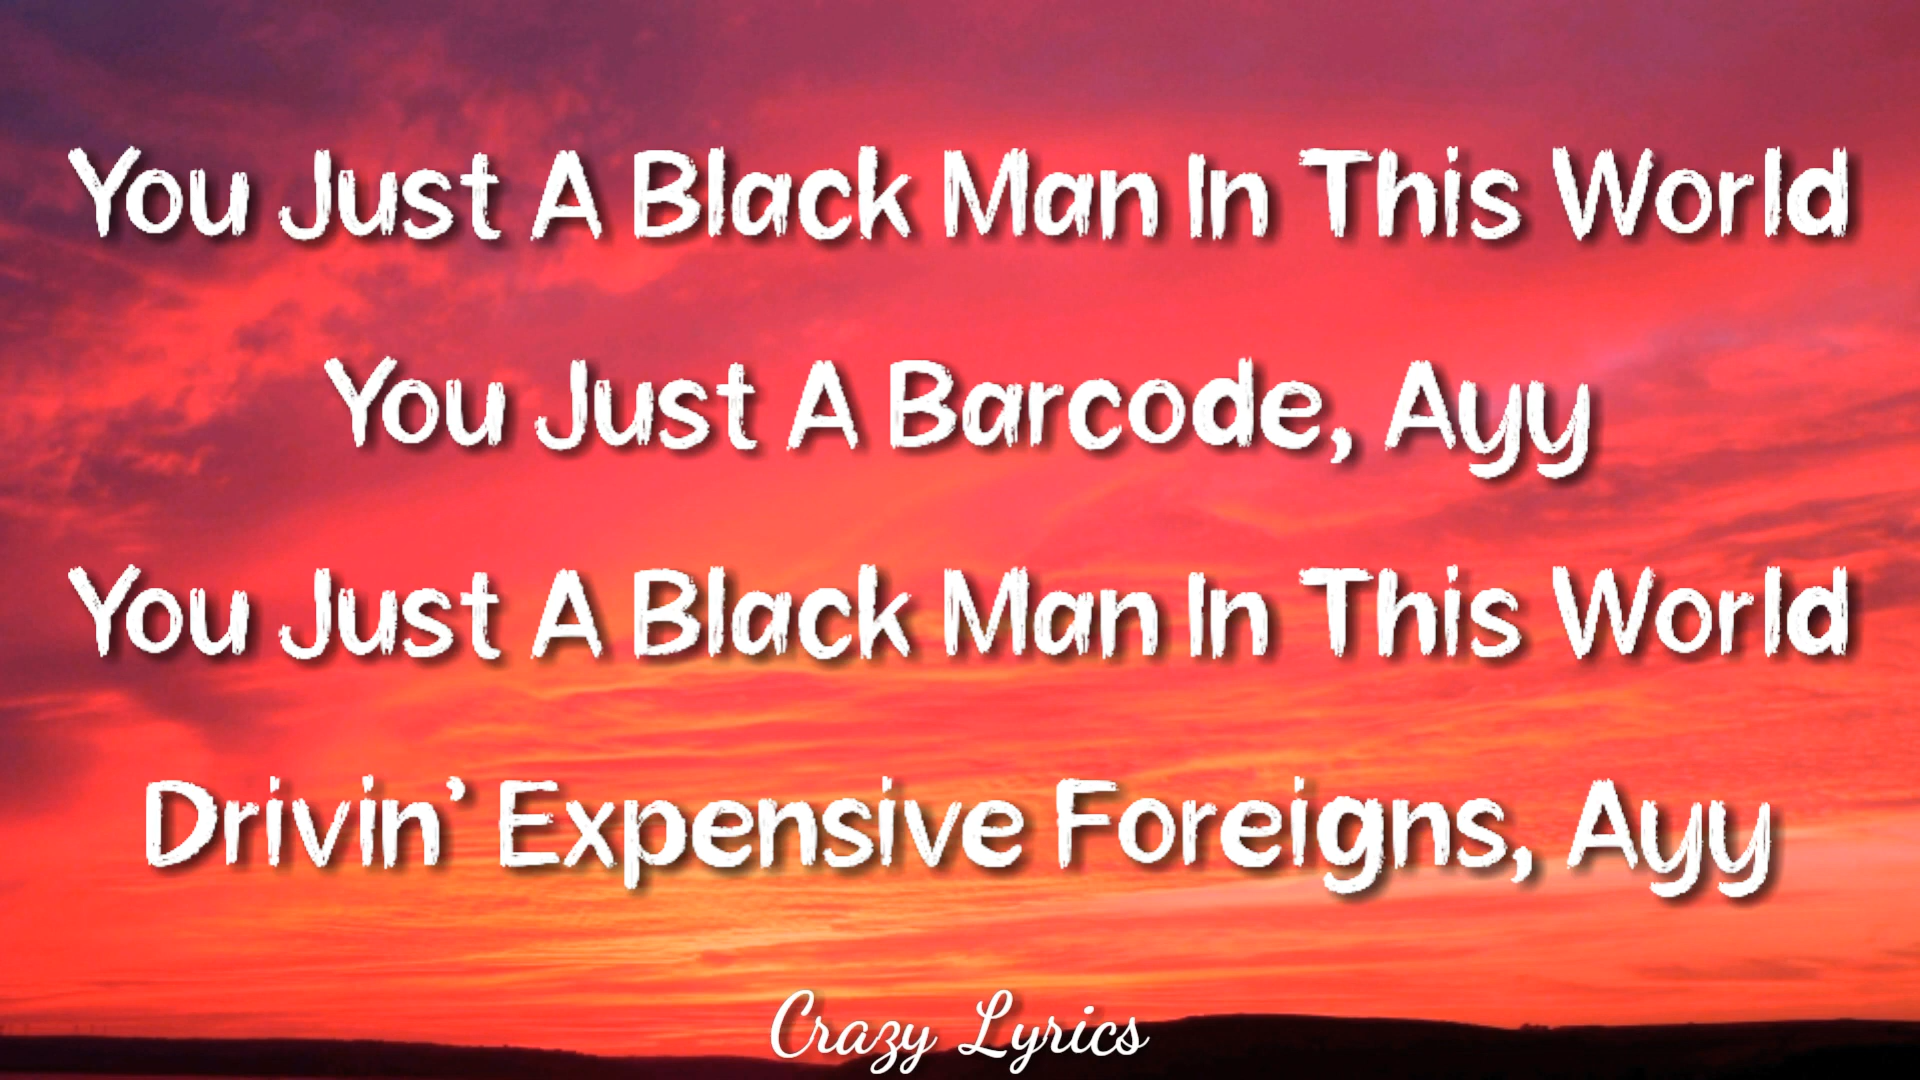 You Just A Black Man In This World
You Just A Barcode, Ayy
You Just A Black Man In This World
Drivin’ Expensive Foreigns, Ayy
Crazy Lyrics